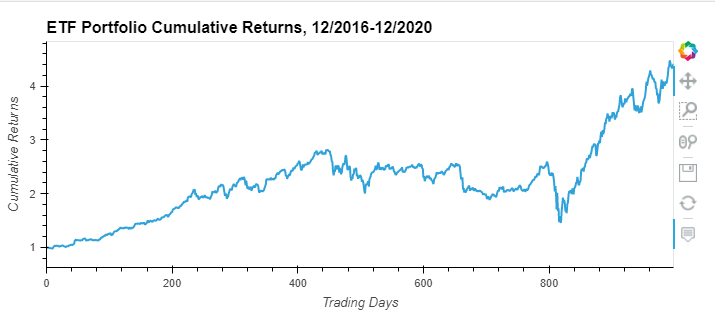 ETF Portfolio Cumulative Returns, 12/2016-12/2020
Cumulative Returns
4
3
2
1
0 200 400 600 800
Trading Days